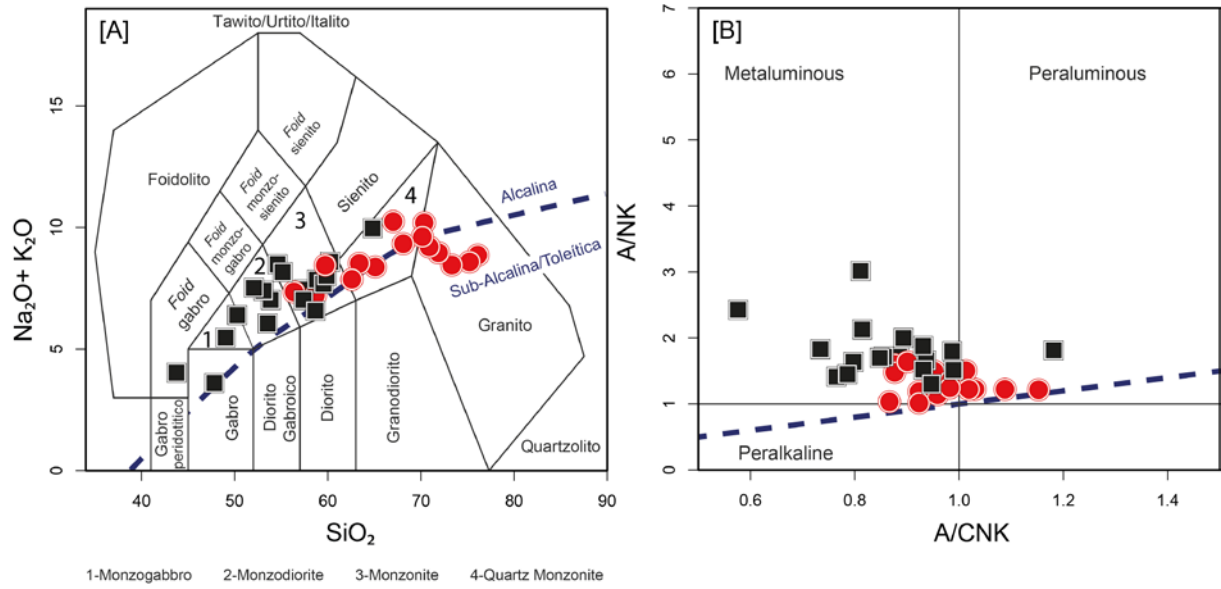 [A]
Tawito/Urtito/Italito
Foid
sienito
Foidolito
Foid
monzo-
sienito
Sienito
4
Alcalina
3
Foid
monzo-
gabro
2
Sub-Alcalina/Toleítica
Foid
gabro
1
Granito
Gabro
peridotítico
Gabro
Diorito
Gabroico
Diorito
Granodiorito
Quartzolito
Na₂O+ K₂O
0
5
10
15
40
50
60
70
80
90
SiO₂
1-Monzogabbro
2-Monzodiorite
3-Monzonite
4-Quartz Monzonite
[B]
Metaluminous
Peraluminous
Peralkaline
A/NK
0
1
2
3
4
5
6
7
0.6
0.8
1.0
1.2
1.4
A/CNK